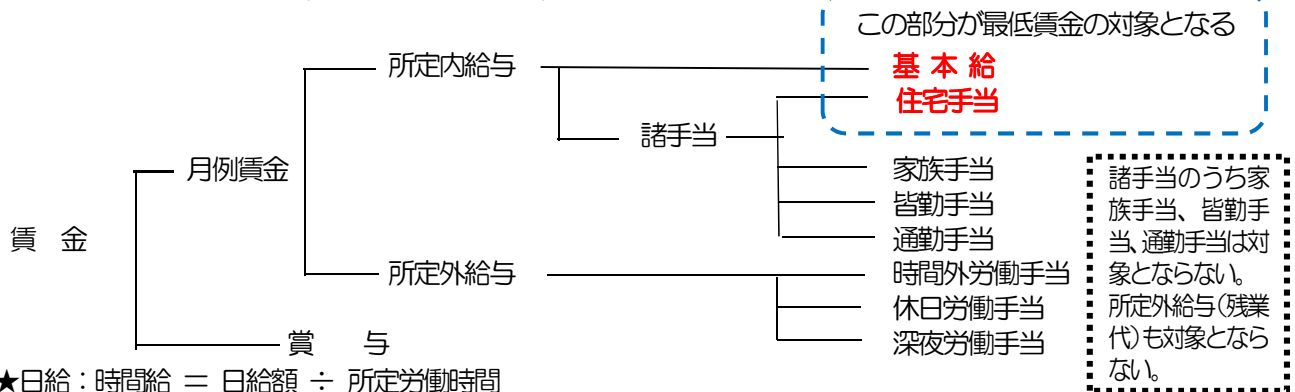 この部分が最低賃金の対象となる
所定内給与
基 本 給
住宅手当
諸手当
月例賃金
家族手当
皆勤手当
通勤手当
賃 金
所定外給与
時間外労働手当
休日労働手当
深夜労働手当
賞 与
諸手当のうち家
族手当、皆勤手
当、通勤手当は対
象とならない。
所定外給与(残業
代)も対象となら
ない。
★日給:時間給 = 日給額 ÷ 所定労働時間